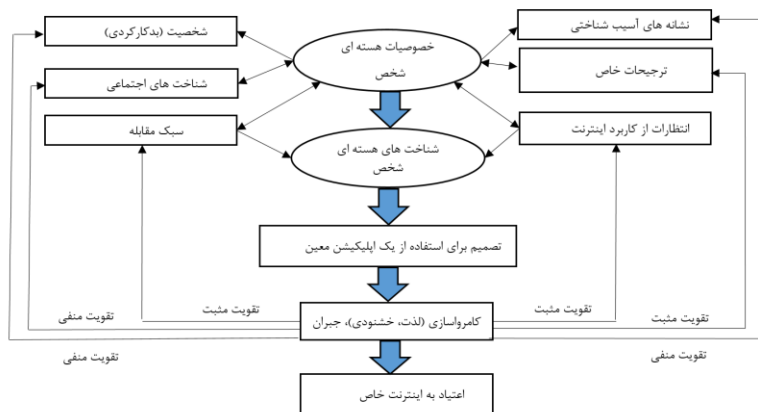 شخصیت (بدکارکردی)
خصوصیات هسته ای
شخص
نشانه های آسیب شناختی
شناخت های اجتماعی
ترجیحات خاص
سبک مقابله
شناخت های هسته ای
شخص
انتظارات از کاربرد اینترنت
تصمیم برای استفاده از یک اپلیکیشن معین
تقویت منفی
تقویت مثبت
کامرواسازی (لذت، خشنودی)، جبران
تقویت مثبت
تقویت مثبت
تقویت منفی
تقویت منفی
اعتیاد به اینترنت خاص